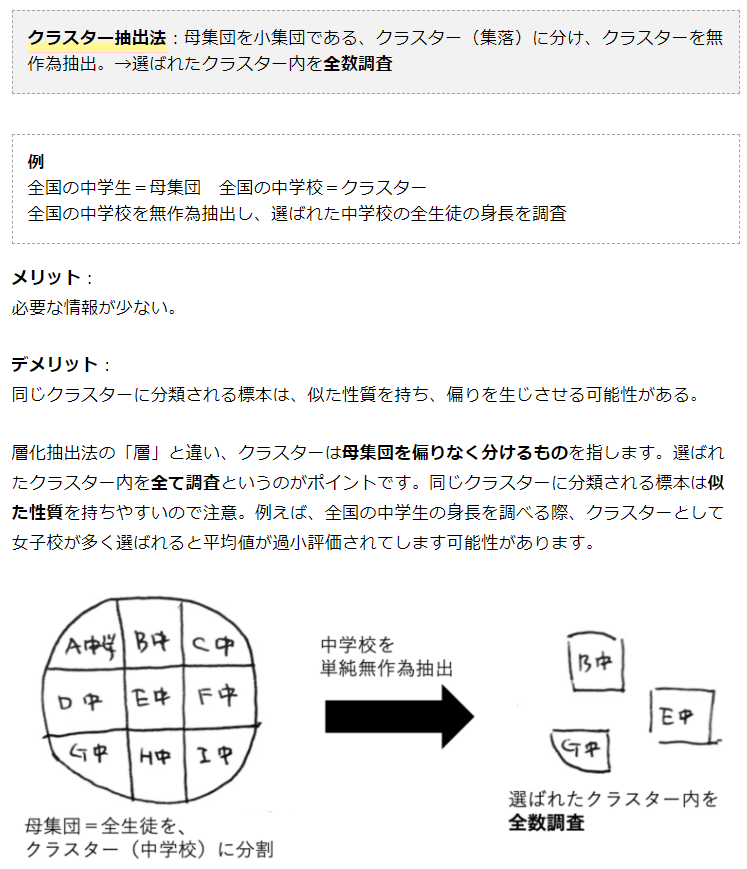 クラスター抽出法：母集団を小集団である、クラスター（集落）に分け、クラスターを無
作為抽出。→選ばれたクラスター内を全数調査
例
全国の中学生＝母集団　全国の中学校＝クラスター
全国の中学校を無作為抽出し、選ばれた中学校の全生徒の身長を調査
メリット：
必要な情報が少ない。
デメリット：
同じクラスターに分類される標本は、似た性質を持ち、偏りを生じさせる可能性がある。
層化抽出法の「層」と違い、クラスターは母集団を偏りなく分けるものを指します。選ばれ
たクラスター内を全て調査というのがポイントです。同じクラスターに分類される標本は似
た性質を持ちやすいので注意。例えば、全国の中学生の身長を調べる際、クラスターとして
女子校が多く選ばれると平均値が過小評価されてします可能性があります。
A中学 B中 C中
D中 E中 F中
G中 H中 I中
母集団＝全生徒を、
クラスター（中学校）に分割
中学校を
単純無作為抽出
B中
E中
G中
選ばれたクラスター内を
全数調査